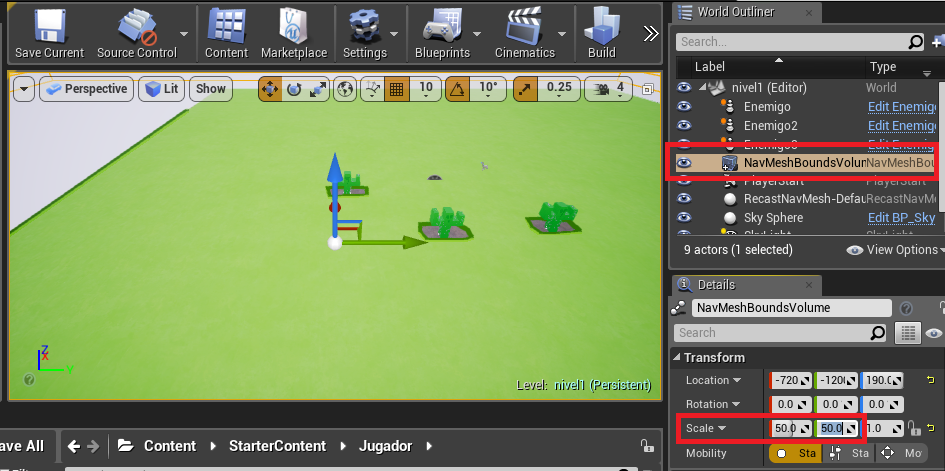 Save Current Source Control Content Marketplace Settings Blueprints Cinematics Build
Perspective Lit Show 10 10° 0.25 4
Level: nivel1 (Persistent)
Z
X
Y
ave All Content StarterContent Jugador
World Outliner
Search...
Label Type
nivel1 (Editor) World
Enemigo Edit Enemig
Enemigo2 Edit Enemig
NavMeshBoundsVolun NavMeshBou
PlayerStart PlayerStart
RecastNavMesh-Defau RecastNavM
Sky Sphere Edit BP_Sky
SkyLight SkyLight
9 actors (1 selected) View Options
Details
NavMeshBoundsVolume
Search
Transform
Location -720 -120 190.0
Rotation 0.0 0.0 0.0
Scale 50.0 50.0 1.0
Mobility Sta Sta Mo